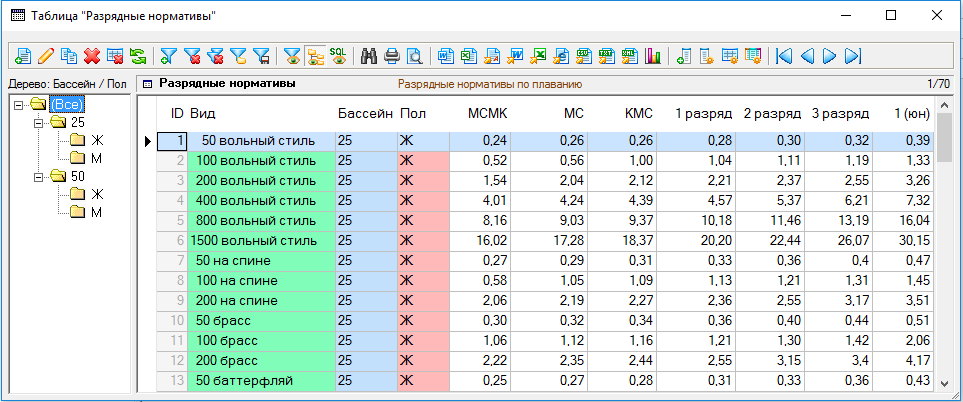 Таблица "Разрядные нормативы"
SQL
Дерево: Бассейн / Пол
Разрядные нормативы Разрядные нормативы по плаванию 1/70
(Все)
25
Ж
М
50
Ж
М
ID Вид Бассейн Пол МСМК МС КМС 1 разряд 2 разряд 3 разряд 1 (юн)
1 50 вольный стиль 25 Ж 0,24 0,26 0,26 0,28 0,30 0,32 0,39
2 100 вольный стиль 25 Ж 0,52 0,56 1,00 1,04 1,11 1,19 1,33
3 200 вольный стиль 25 Ж 1,54 2,04 2,12 2,21 2,37 2,55 3,26
4 400 вольный стиль 25 Ж 4,01 4,24 4,39 4,57 5,37 6,21 7,32
5 800 вольный стиль 25 Ж 8,16 9,03 9,37 10,18 11,46 13,19 16,04
6 1500 вольный стиль 25 Ж 16,02 17,28 18,37 20,20 22,44 26,07 30,15
7 50 на спине 25 Ж 0,27 0,29 0,31 0,33 0,36 0,4 0,47
8 100 на спине 25 Ж 0,58 1,05 1,09 1,13 1,21 1,31 1,45
9 200 на спине 25 Ж 2,06 2,19 2,27 2,36 2,55 3,17 3,51
10 50 брасс 25 Ж 0,30 0,32 0,34 0,36 0,40 0,44 0,51
11 100 брасс 25 Ж 1,06 1,12 1,16 1,21 1,30 1,42 2,06
12 200 брасс 25 Ж 2,22 2,35 2,44 2,55 3,15 3,4 4,17
13 50 баттерфляй 25 Ж 0,25 0,27 0,28 0,31 0,33 0,36 0,43